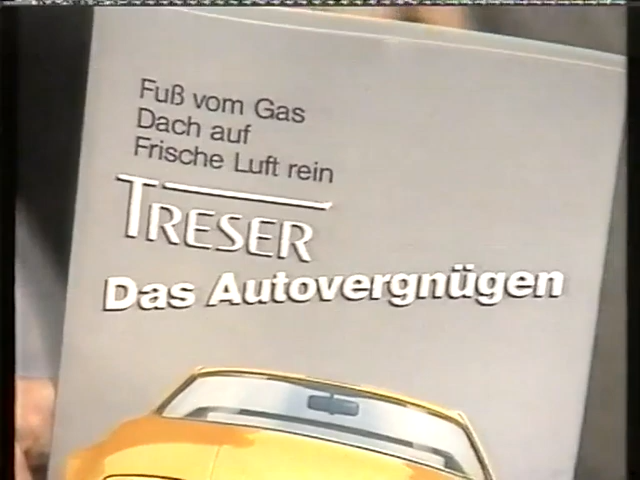 Fuß vom Gas
Dach auf
Frische Luft rein
TRESER
Das Autovergnügen